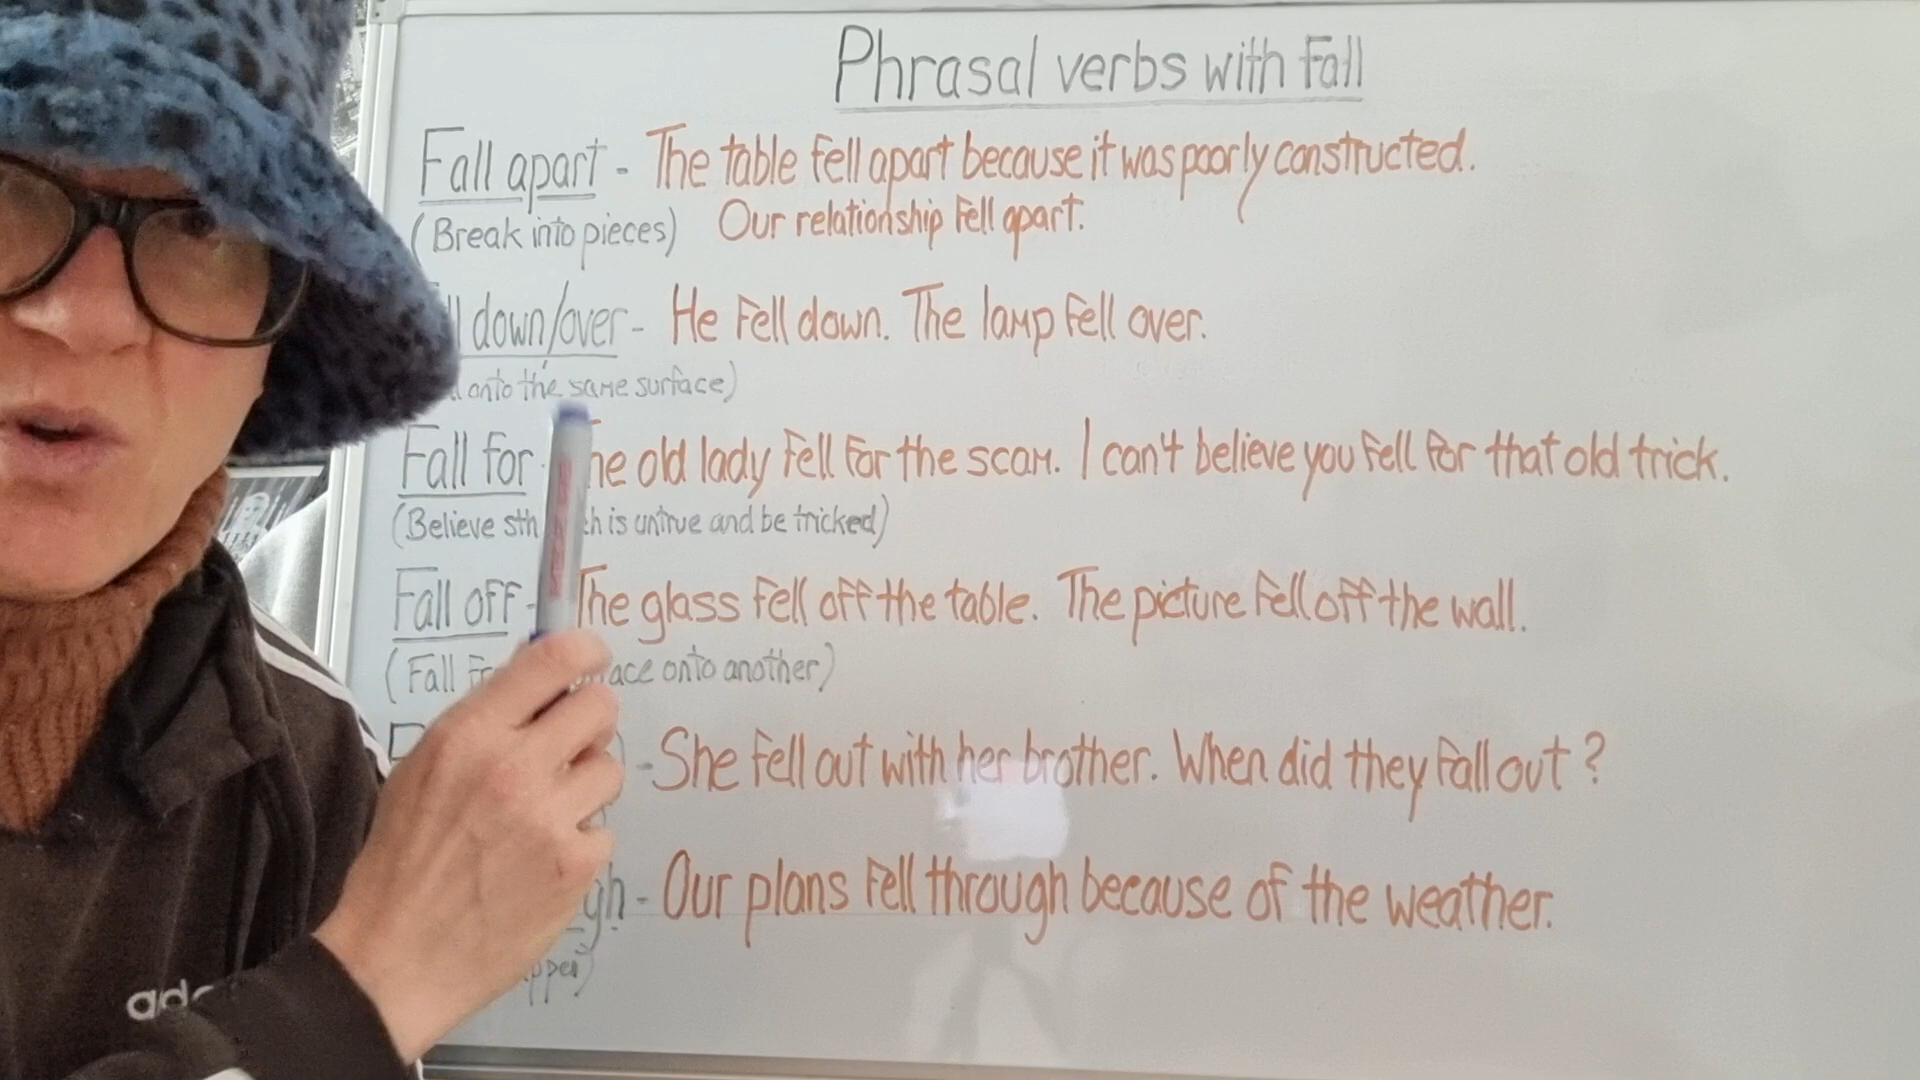 Phrasal verbs with Fall
Fall apart - The table fell apart because it was poorly constructed.
(Break into pieces) Our relationship fell apart.
down/over - He fell down. The lamp fell over.
onto the same surface)
Fall for he old lady fell for the scam. I can't believe you fell for that old trick.
(Believe sth is untrue and be tricked)
Fall off - The glass fell off the table. The picture fell off the wall.
(Fall onto another)
- She fell out with her brother. When did they fall out?
- Our plans fell through because of the weather.